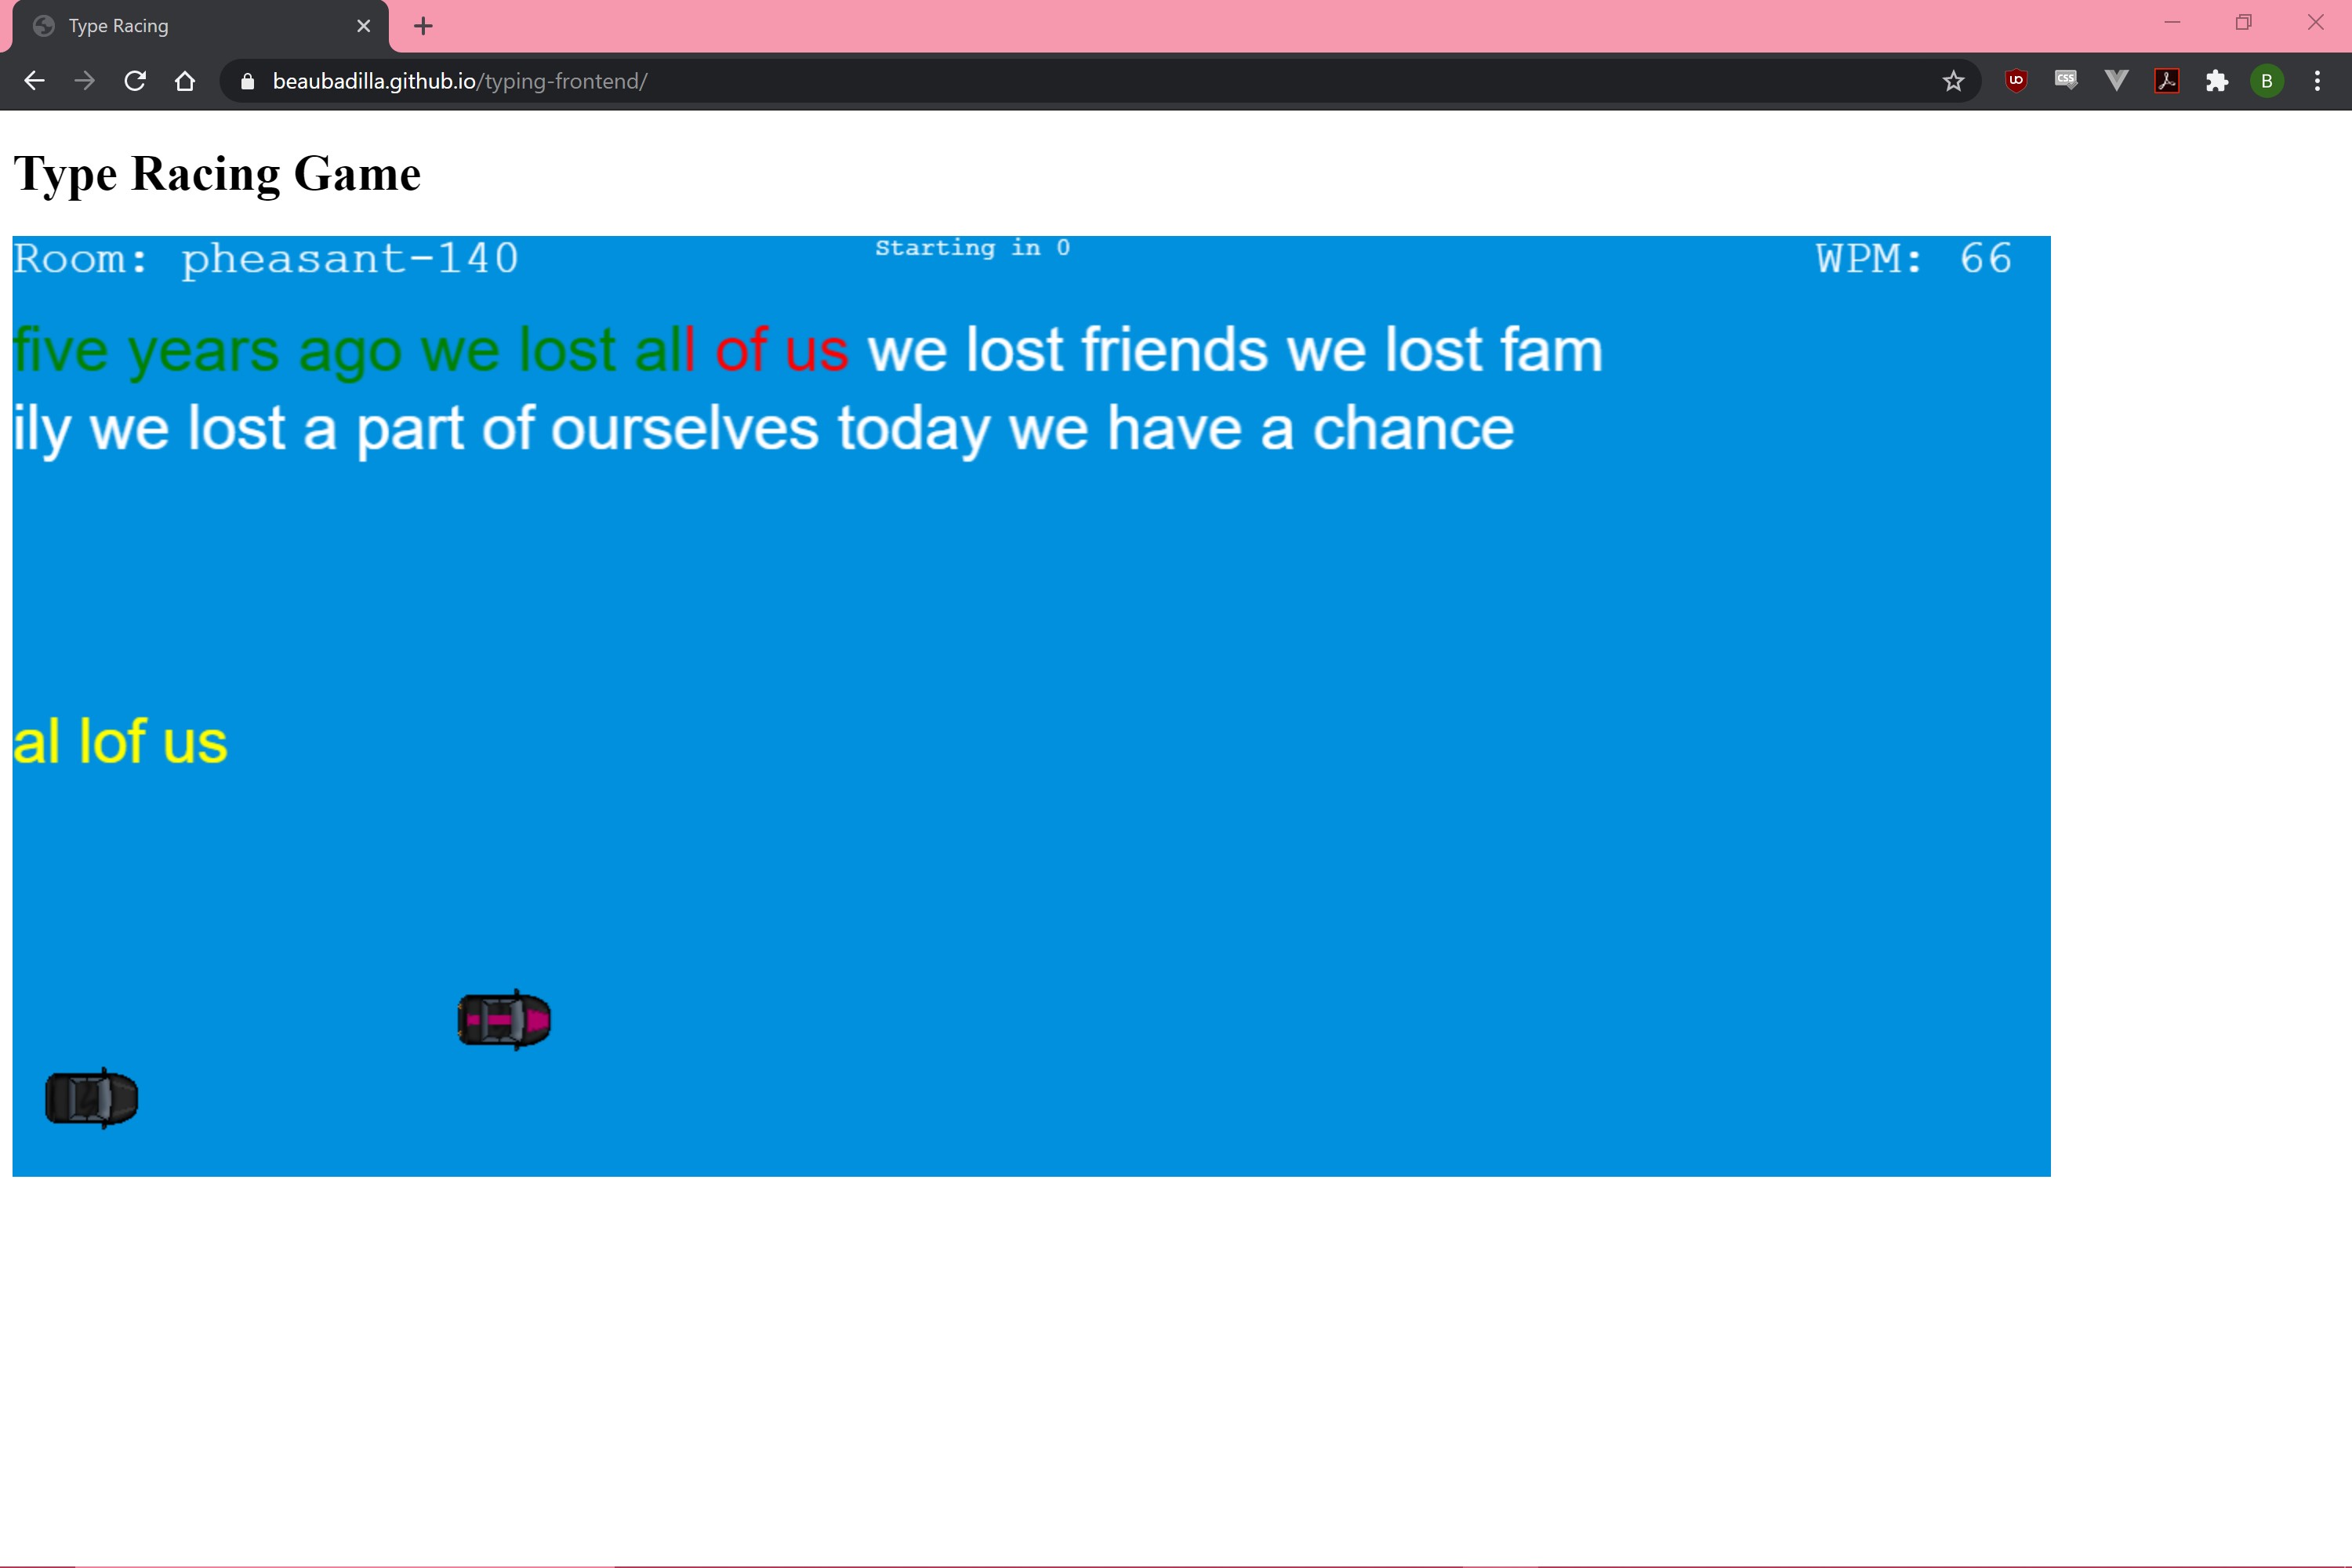 Type Racing
beaubadilla.github.io/typing-frontend/
UD
CSS
B
Type Racing Game
Room: pheasant-140
Starting in 0
WPM: 66
five years ago we lost all of us we lost friends we lost fam
ily we lost a part of ourselves today we have a chance
al lof us